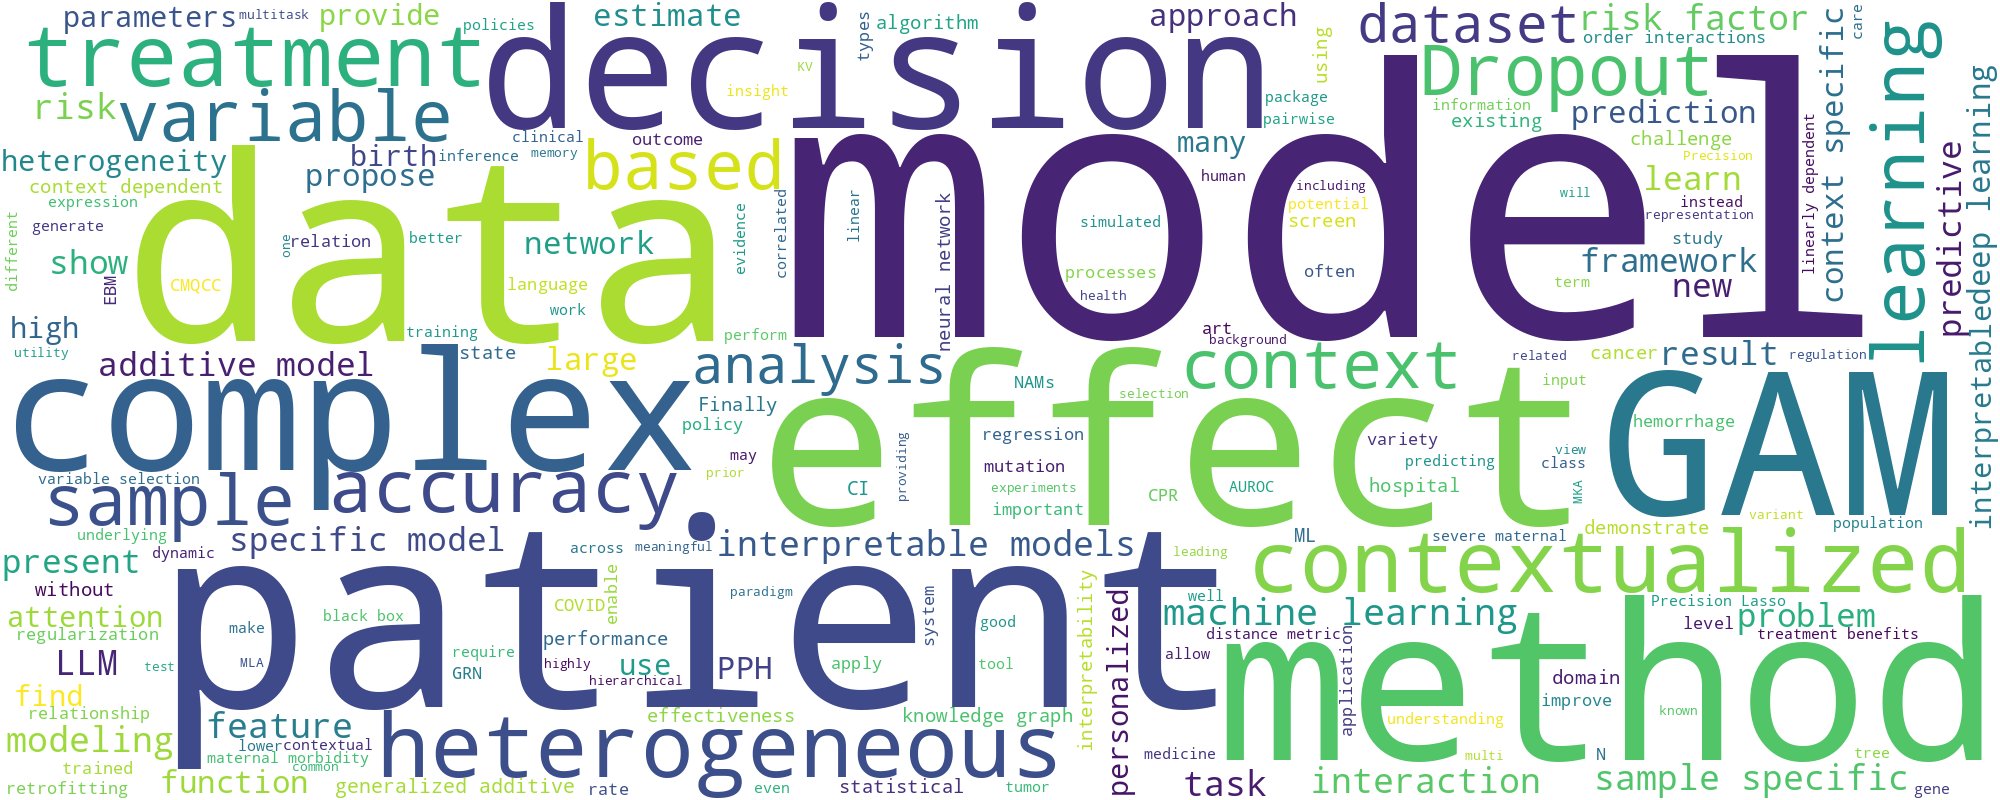 parameters
multitask
provide
policies
estimate
types
algorithm
approach
using
dataset
risk factor
order interactions
care
treatment
decision
KV
insight
package
pairwise
Dropout
context specific
learning
risk
variable
information
existing
prediction
clinical
memory
outcome
many
challenge
Precision
linearly dependent
predictive
interpretable
deep learning
heterogeneity
birth
inference
based
model
human
including
learn
context dependent
propose
potential
will
instead
expression
data
correlated
linear
neural network
simulated
screen
representation
different
generate
one
relation
better
network
evidence
study
show
processes
often
framework
EBM
CMQCC
language
health
term
new
high
work
training
perform
art
background
utility
additive model
state
large
analysis
context
related
cancer
result
regulation
complex
effect
NAMs
selection
input
GAM
Finally
policy
hemorrhage
regression
variety
view
may
providing
predicting
class
variable selection
prior
mutation
sample
accuracy
CI
experiments
CPR
AUROC
hospital
MKA
important
variant
population
underlying
demonstrate
specific model
across
meaningful
interpretable models
leading
ML
severe maternal
present
dynamic
patient
contextualized
without
COVID
enable
paradigm
interpretability
personalized
well
Precision Lasso
attention
black box
system
machine learning
problem
regularization
make
performance
good
distance metric
application
level
treatment benefits
LLM
test
MLA
require
GRN
highly
use
hierarchical
PPH
apply
tool
allow
method
domain
find
improve
relationship
feature
effectiveness
knowledge graph
understanding
known
modeling
lower
contextual
heterogeneous
maternal morbidity
common
medicine
multi
N
tree
trained
retrofitting
function
generalized additive
rate
even
statistical
tumor
task
interaction
sample specific
gene